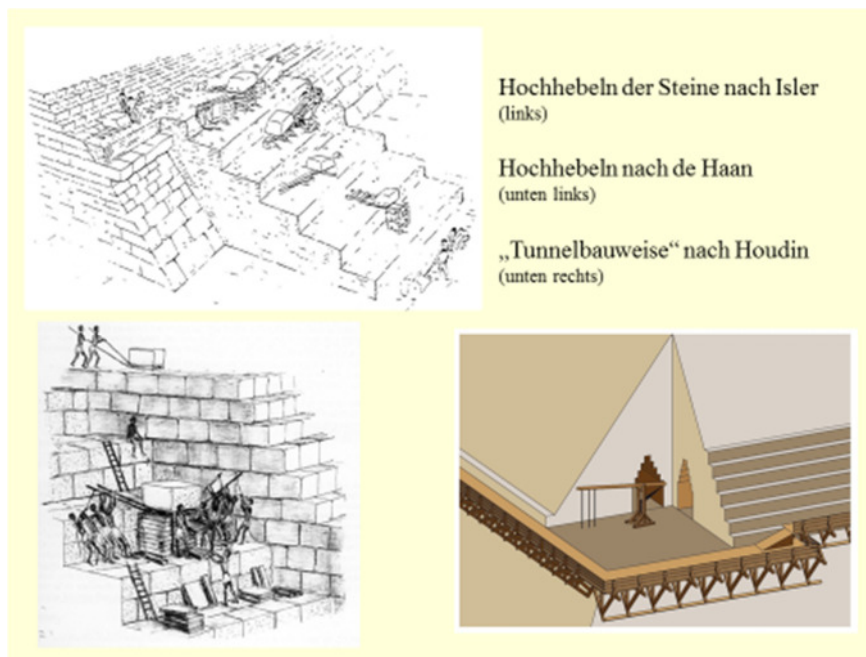 Hochhebeln der Steine nach Isler
(links)
Hochhebeln nach de Haan
(unten links)
„Tunnelbauweise“ nach Houdin
(unten rechts)